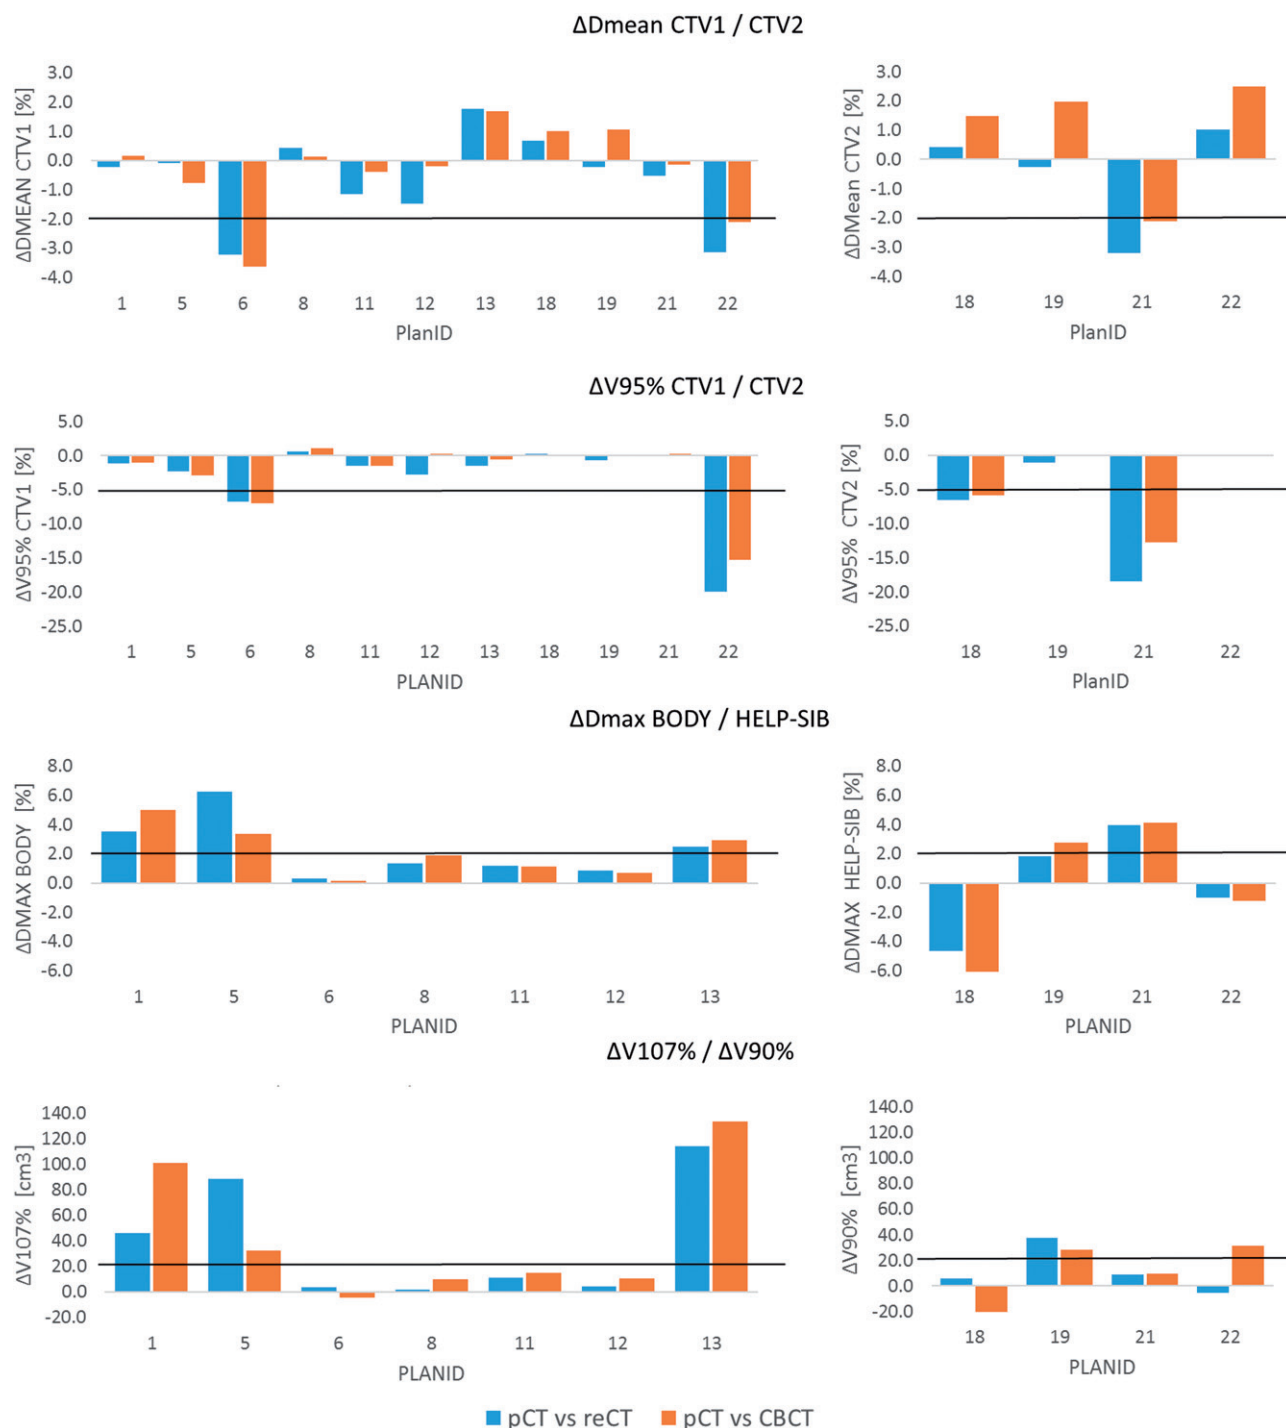 ΔDmean CTV1 / CTV2
ΔDMEAN CTV1 [%]
3.0
2.0
1.0
0.0
-1.0
-2.0
-3.0
-4.0
1 5 6 8 11 12 13 18 19 21 22
PlanID
ΔDMean CTV2 [%]
3.0
2.0
1.0
0.0
-1.0
-2.0
-3.0
-4.0
18 19 21 22
PlanID
ΔV95% CTV1 / CTV2
ΔV95% CTV1 [%]
5.0
0.0
-5.0
-10.0
-15.0
-20.0
-25.0
1 5 6 8 11 12 13 18 19 21 22
PLANID
ΔV95% CTV2 [%]
5.0
0.0
-5.0
-10.0
-15.0
-20.0
-25.0
18 19 21 22
PlanID
ΔDmax BODY / HELP-SIB
ΔDMAX BODY [%]
8.0
6.0
4.0
2.0
0.0
-2.0
-4.0
-6.0
1 5 6 8 11 12 13
PLANID
ΔDMAX HELP-SIB [%]
8.0
6.0
4.0
2.0
0.0
-2.0
-4.0
-6.0
18 19 21 22
PLANID
ΔV107% / ΔV90%
ΔV107% [cm3]
140.0
120.0
100.0
80.0
60.0
40.0
20.0
0.0
-20.0
1 5 6 8 11 12 13
PLANID
ΔV90% [cm3]
140.0
100.0
60.0
40.0
20.0
0.0
-20.0
18 19 21 22
PLANID
pCT vs reCT pCT vs CBCT